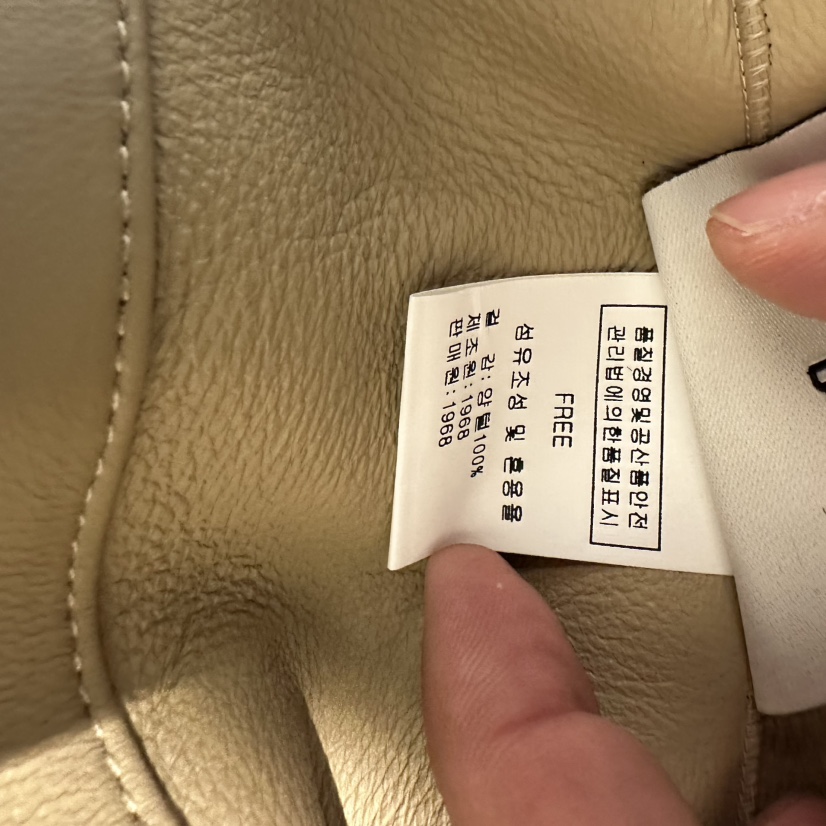 품질경영및공산품안전
관리법에의한품질표시
FREE
섬유조성 및 혼용율
겉 감: 양털100%
제조원: 1968
판매원: 1968